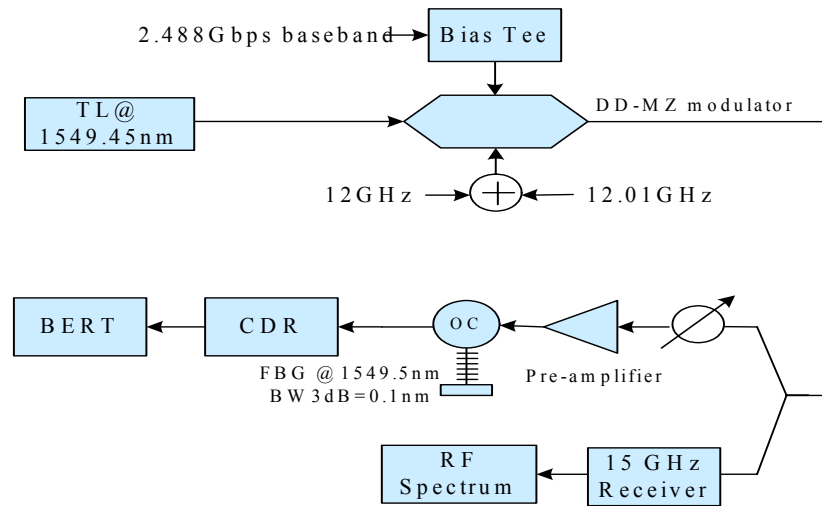 2.488Gbps baseband
Bias Tee
TL@
1549.45nm
DD-MZ modulator
12GHz
12.01GHz
BERT
CDR
OC
FBG @1549.5nm
BW3dB=0.1nm
Pre-amplifier
RF
Spectrum
15 GHz
Receiver